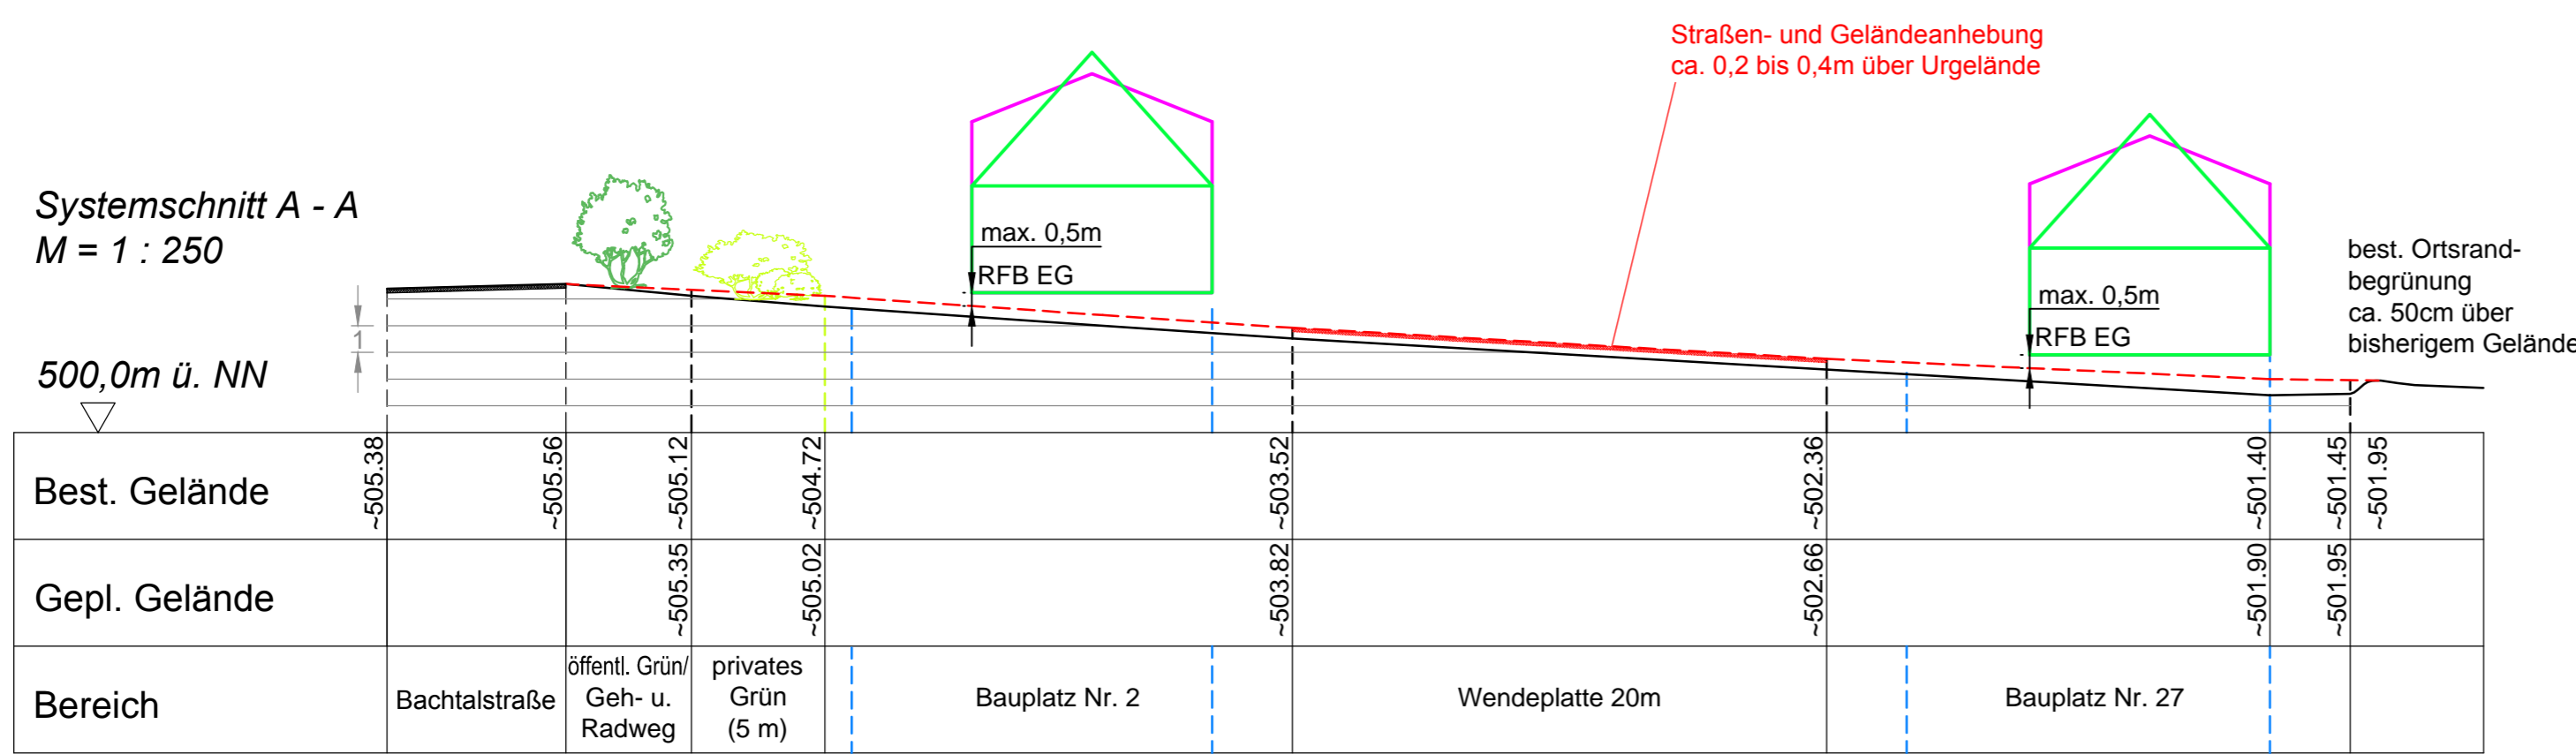 Straßen- und Geländeanhebung
ca. 0,2 bis 0,4m über Urgelände
Systemschnitt A - A
M = 1 : 250
max. 0,5m
RFB EG
max. 0,5m
RFB EG
best. Ortsrand-
begrünung
ca. 50cm über
bisherigem Gelände
1
500,0m ü. NN
Best. Gelände
~505.38
~505.56
~505.12
~504.72
~503.52
~502.36
~501.40
~501.45
~501.95
Gepl. Gelände
~505.35
~505.02
~503.82
~502.66
~501.90
~501.95
Bereich
Bachtalstraße
öffentl. Grün/
Geh- u.
Radweg
privates
Grün
(5 m)
Bauplatz Nr. 2
Wendeplatte 20m
Bauplatz Nr. 27